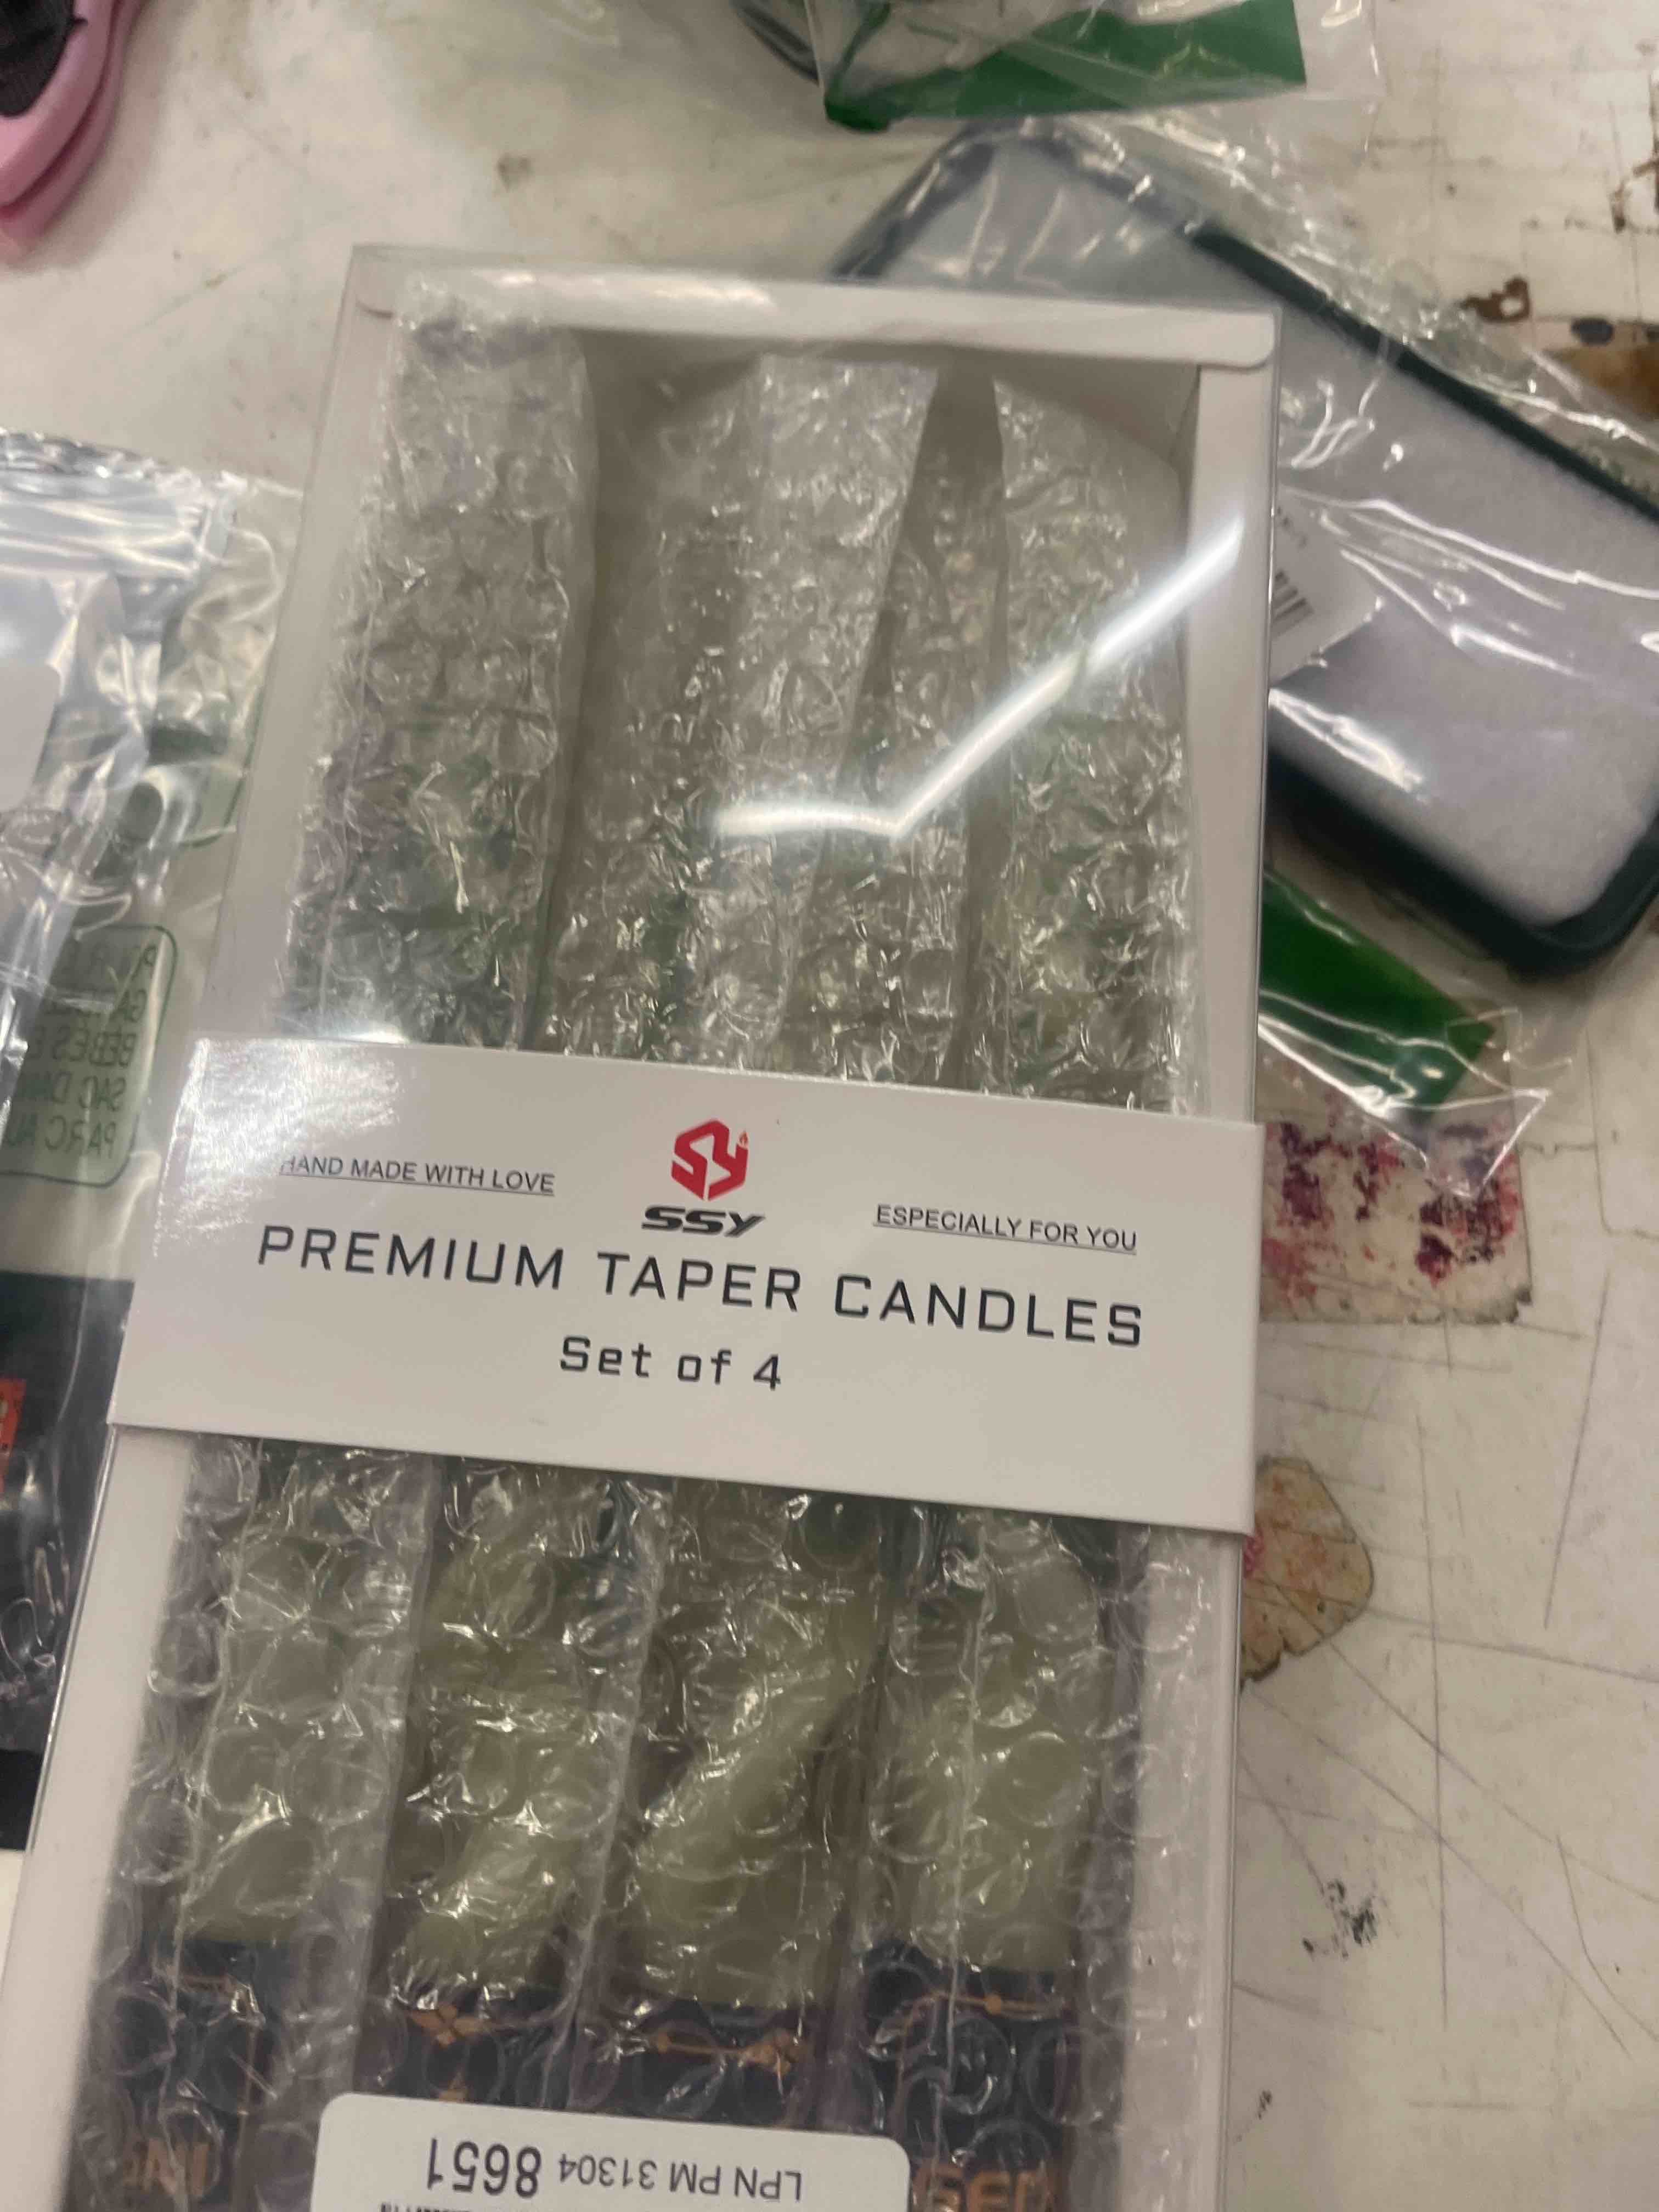 HAND MADE WITH LOVE
SSY
ESPECIALLY FOR YOU
PREMIUM TAPER CANDLES
Set of 4
LPN PM 31304 8651